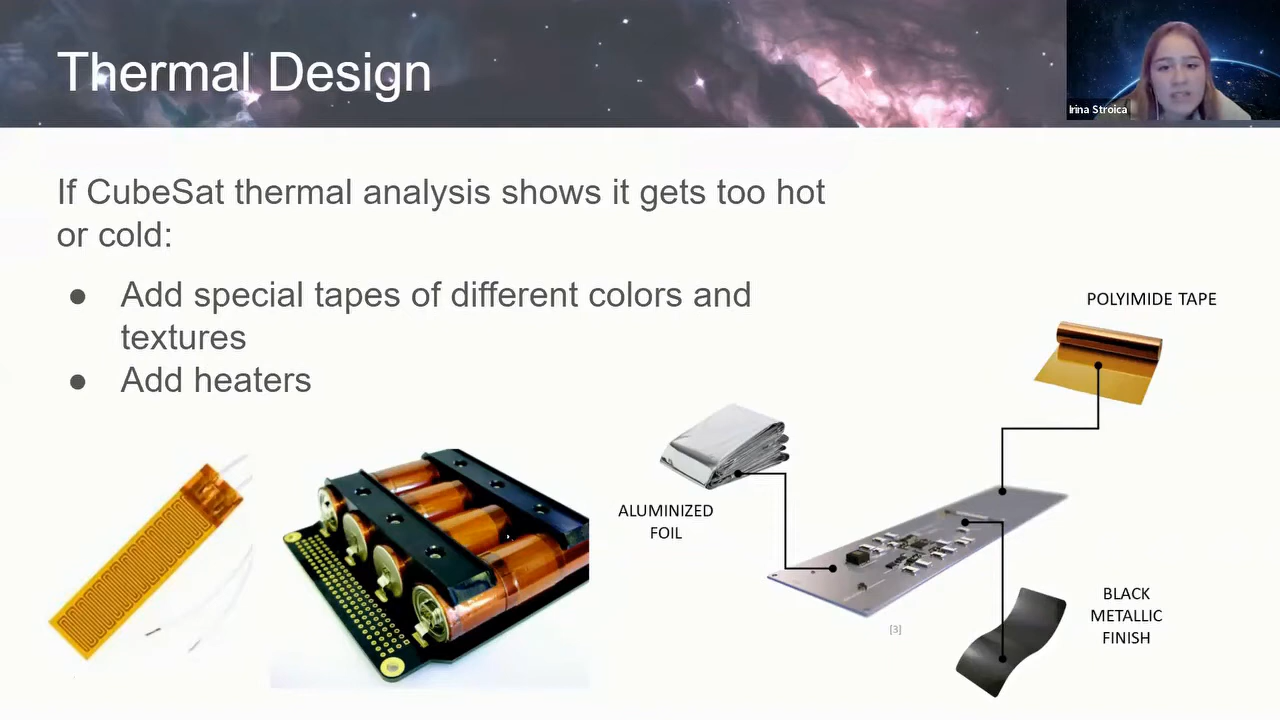 Thermal Design
Irina Stroica
If CubeSat thermal analysis shows it gets too hot
or cold:
● Add special tapes of different colors and
textures
● Add heaters
POLYIMIDE TAPE
ALUMINIZED
FOIL
BLACK
METALLIC
FINISH
[3]